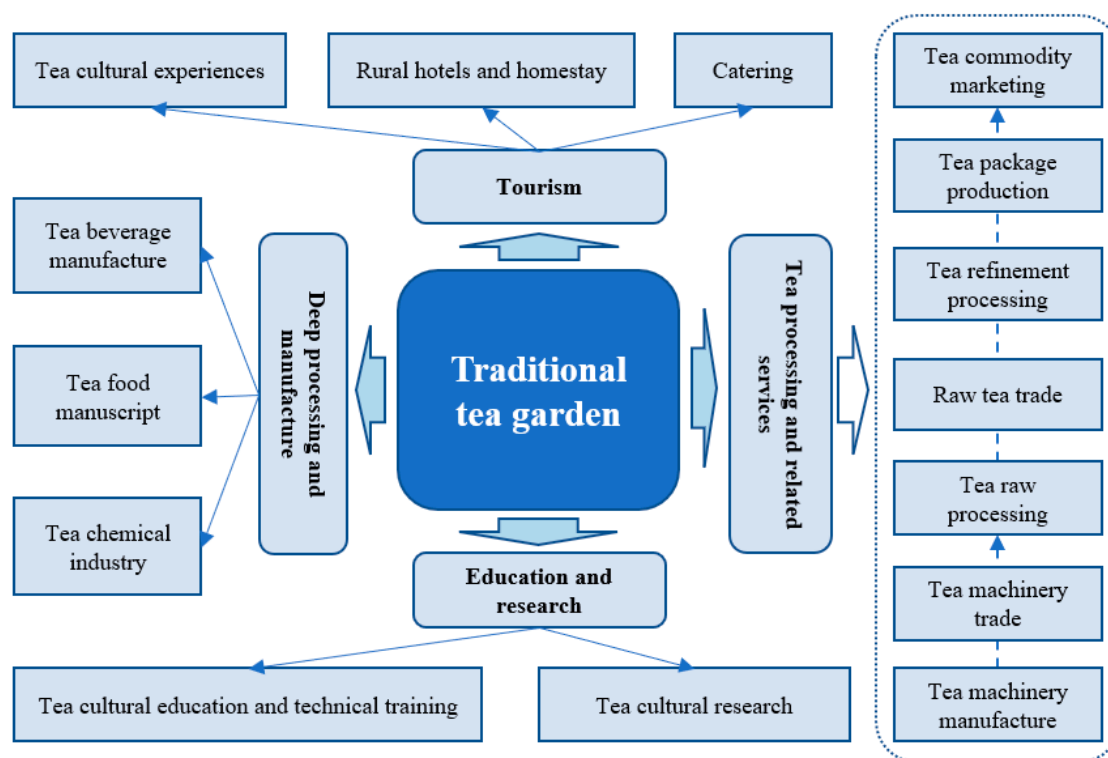 Tea cultural experiences
Rural hotels and homestay
Catering
Tourism
Tea beverage
manufacture
Tea food
manuscript
Tea chemical
industry
Deep processing and
manufacture
Traditional
tea garden
Tea processing and related
services
Education and
research
Tea cultural education and technical training
Tea cultural research
Tea commodity
marketing
Tea package
production
Tea refinement
processing
Raw tea trade
Tea raw
processing
Tea machinery
trade
Tea machinery
manufacture